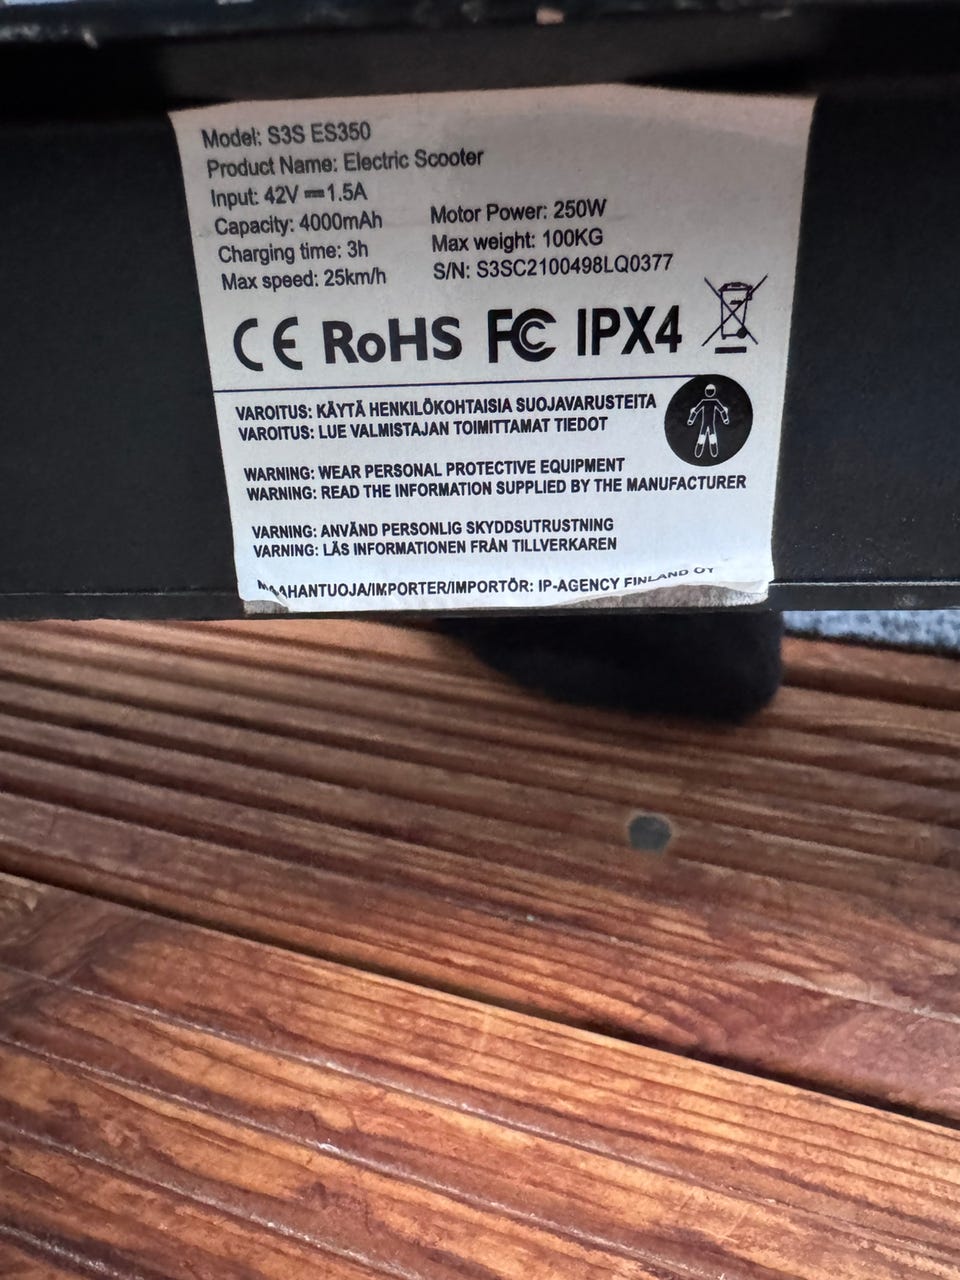 Model: S3S ES350
Product Name: Electric Scooter
Input: 42V ⎓1.5A
Capacity: 4000mAh
Motor Power: 250W
Charging time: 3h
Max weight: 100KG
Max speed: 25km/h
S/N: S3SC2100498LQ0377
CE RoHS FC IPX4
VAROITUS: KÄYTÄ HENKILÖKOHTAISIA SUOJAVARUSTEITA
VAROITUS: LUE VALMISTAJAN TOIMITTAMAT TIEDOT
WARNING: WEAR PERSONAL PROTECTIVE EQUIPMENT
WARNING: READ THE INFORMATION SUPPLIED BY THE MANUFACTURER
VARNING: ANVÄND PERSONLIG SKYDDSUTRUSTNING
VARNING: LÄS INFORMATIONEN FRÅN TILLVERKAREN
MAAHANTUOJA/IMPORTER/IMPORTÖR: IP-AGENCY FINLAND OY